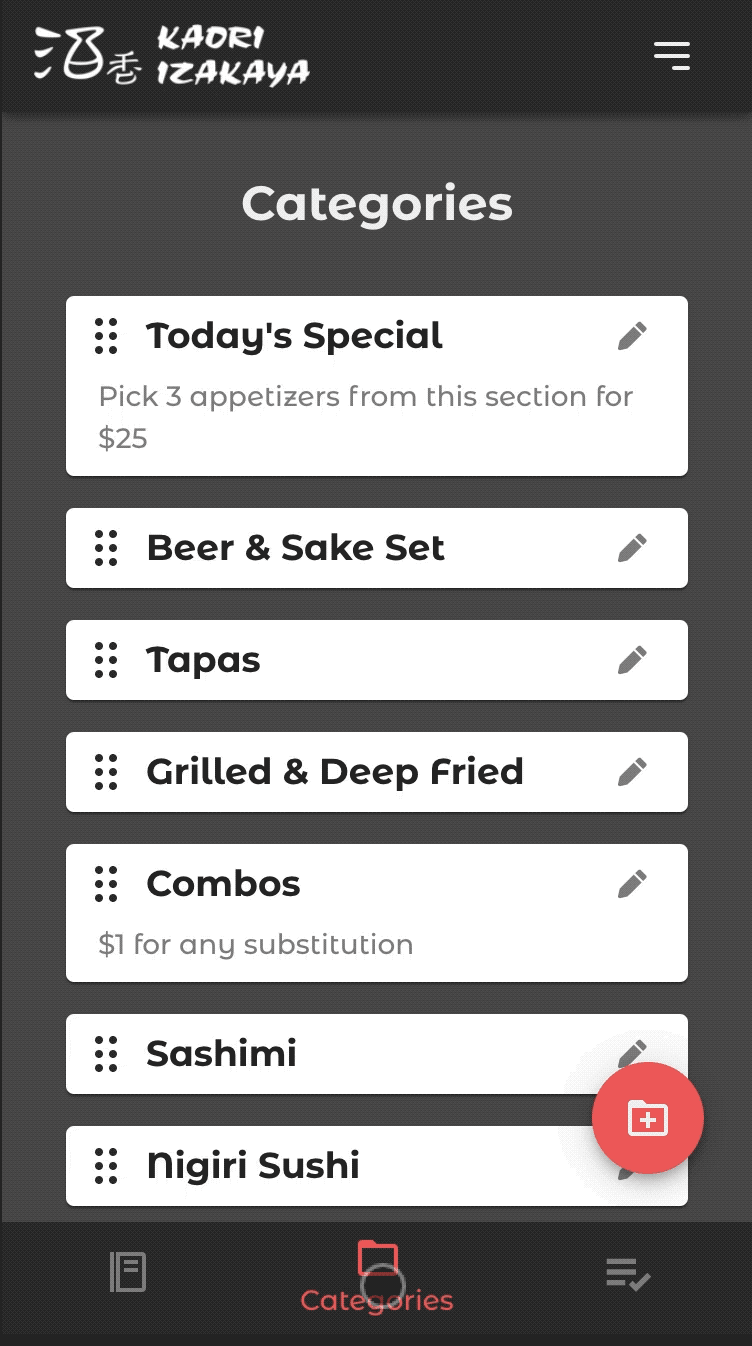 KAORI
IZAKAYA
Categories
Today's Special
Pick 3 appetizers from this section for
$25
Beer & Sake Set
Tapas
Grilled & Deep Fried
Combos
$1 for any substitution
Sashimi
Nigiri Sushi
Categories